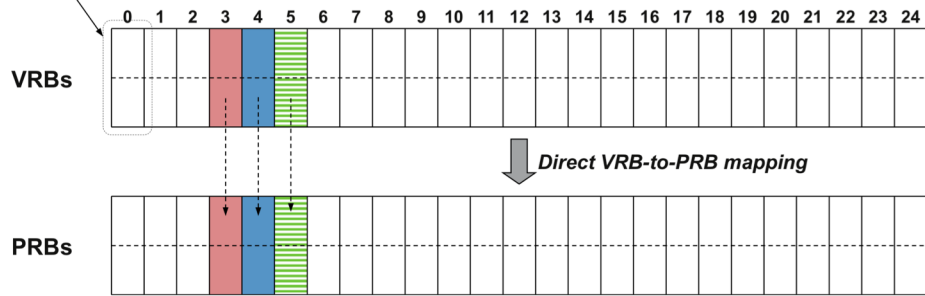 0 1 2 3 4 5 6 7 8 9 10 11 12 13 14 15 16 17 18 19 20 21 22 23 24
VRBs
Direct VRB-to-PRB mapping
PRBs